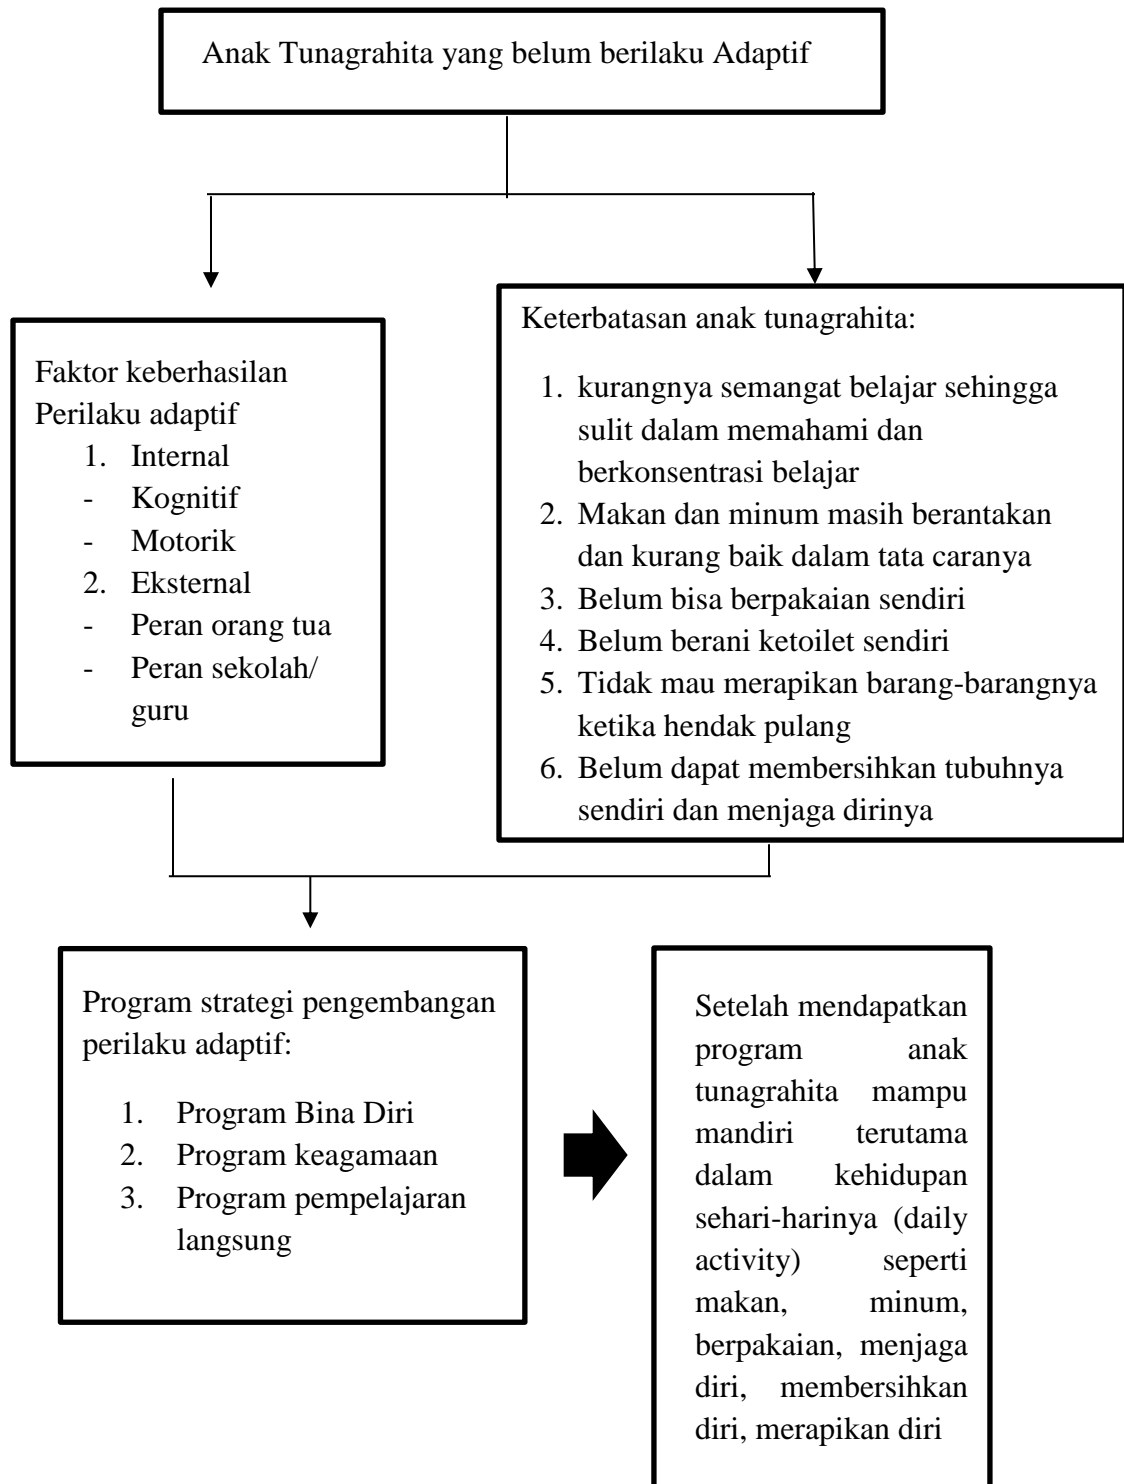 Anak Tunagrahita yang belum berilaku Adaptif
Faktor keberhasilan
Perilaku adaptif
1. Internal
- Kognitif
- Motorik
2. Eksternal
- Peran orang tua
- Peran sekolah/
guru
Keterbatasan anak tunagrahita:
1. kurangnya semangat belajar sehingga
sulit dalam memahami dan
berkonsentrasi belajar
2. Makan dan minum masih berantakan
dan kurang baik dalam tata caranya
3. Belum bisa berpakaian sendiri
4. Belum berani ketoilet sendiri
5. Tidak mau merapikan barang-barangnya
ketika hendak pulang
6. Belum dapat membersihkan tubuhnya
sendiri dan menjaga dirinya
Program strategi pengembangan
perilaku adaptif:
1. Program Bina Diri
2. Program keagamaan
3. Program pempelajaran
langsung
Setelah mendapatkan
program anak
tunagrahita mampu
mandiri terutama
dalam kehidupan
sehari-harinya (daily
activity) seperti
makan, minum,
berpakaian, menjaga
diri, membersihkan
diri, merapikan diri